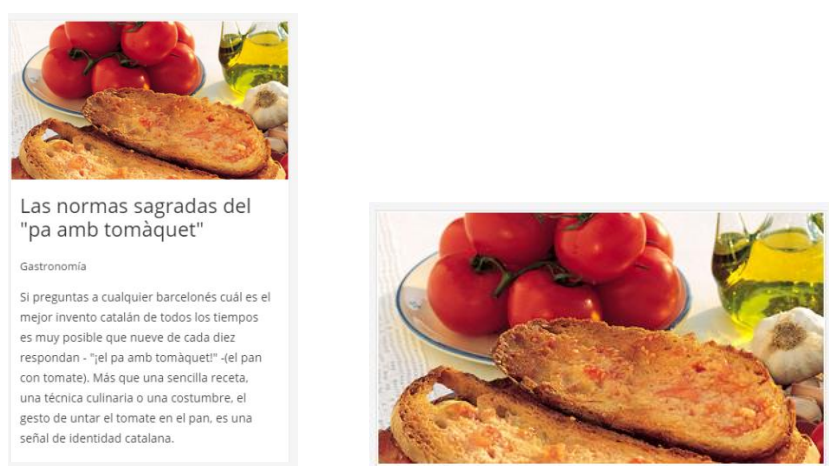 Las normas sagradas del
"pa amb tomàquet"
Gastronomía
Si preguntas a cualquier barcelonés cuál es el
mejor invento catalán de todos los tiempos
es muy posible que nueve de cada diez
respondan - "¡el pa amb tomàquet!" -(el pan
con tomate). Más que una sencilla receta,
una técnica culinaria o una costumbre, el
gesto de untar el tomate en el pan, es una
señal de identidad catalana.